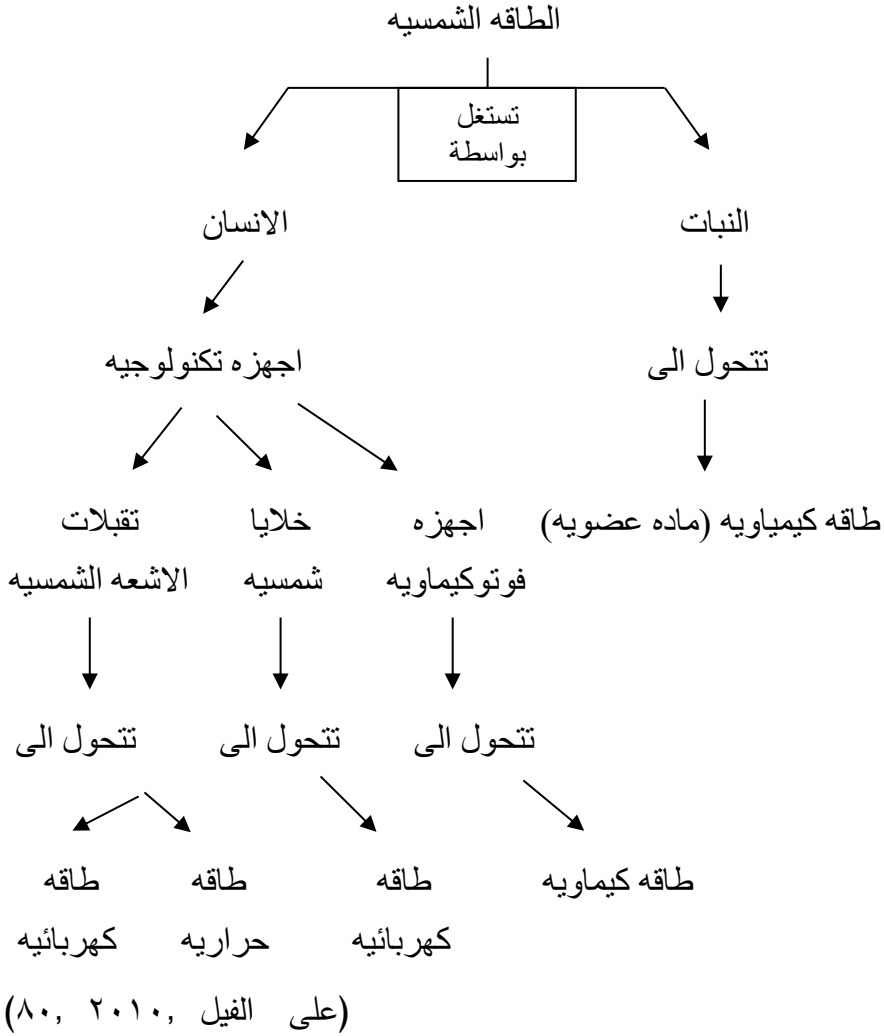 الطاقه الشمسيه
تستغل
بواسطة
النبات
الانسان
تتحول الى
اجهزه تكنولوجيه
طاقه كيمياويه (ماده عضويه)
اجهزه
فوتوكيماويه
خلايا
شمسيه
تقبلات
الاشعه الشمسيه
تتحول الى
تتحول الى
تتحول الى
طاقه كيماويه
طاقه
كهربائيه
طاقه
حراريه
طاقه
كهربائيه
(على الفيل ,٢٠١٠ ,٨٠)